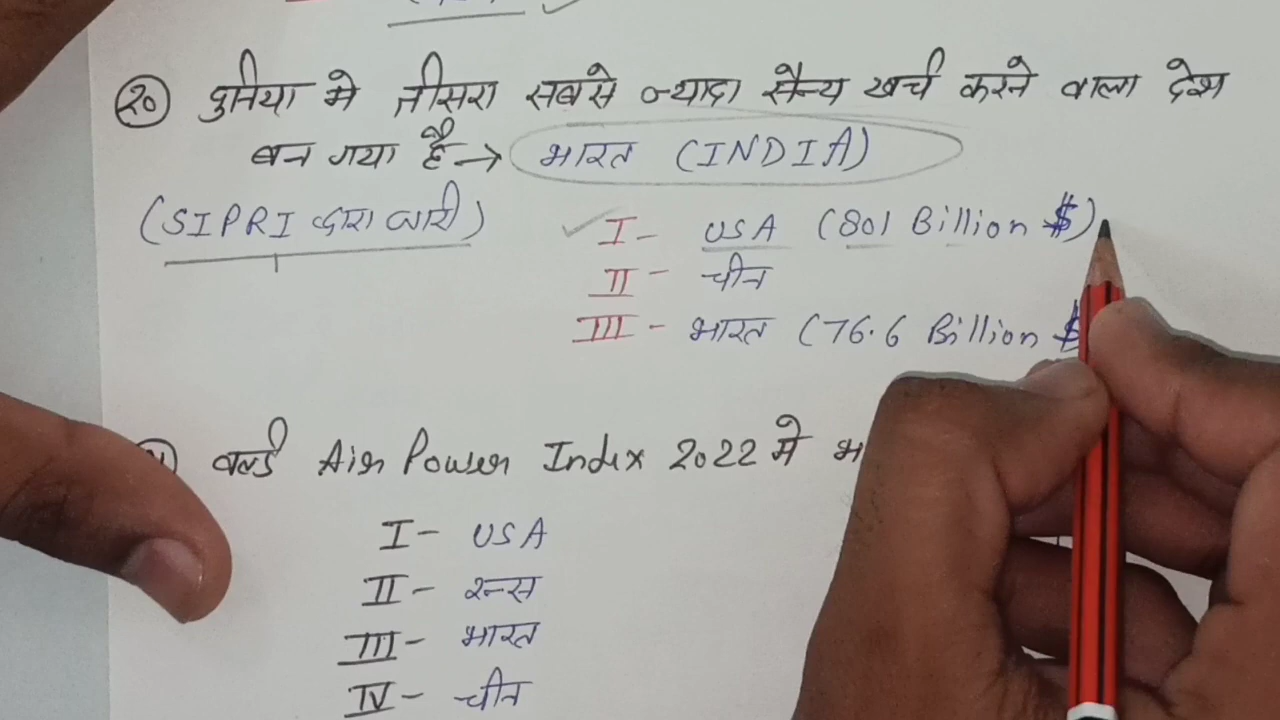 (20) दुनिया मे तीसरा सबसे ज्यादा सैन्य खर्च करने वाला देश
बन गया है → भारत (INDIA)
(SIPRI द्वारा जारी)
I - USA (801 Billion $)
II - चीन
III - भारत (76.6 Billion $
वर्ल्ड Air Power Index 2022 मे
I - USA
II - रूस
III - भारत
IV - चीन